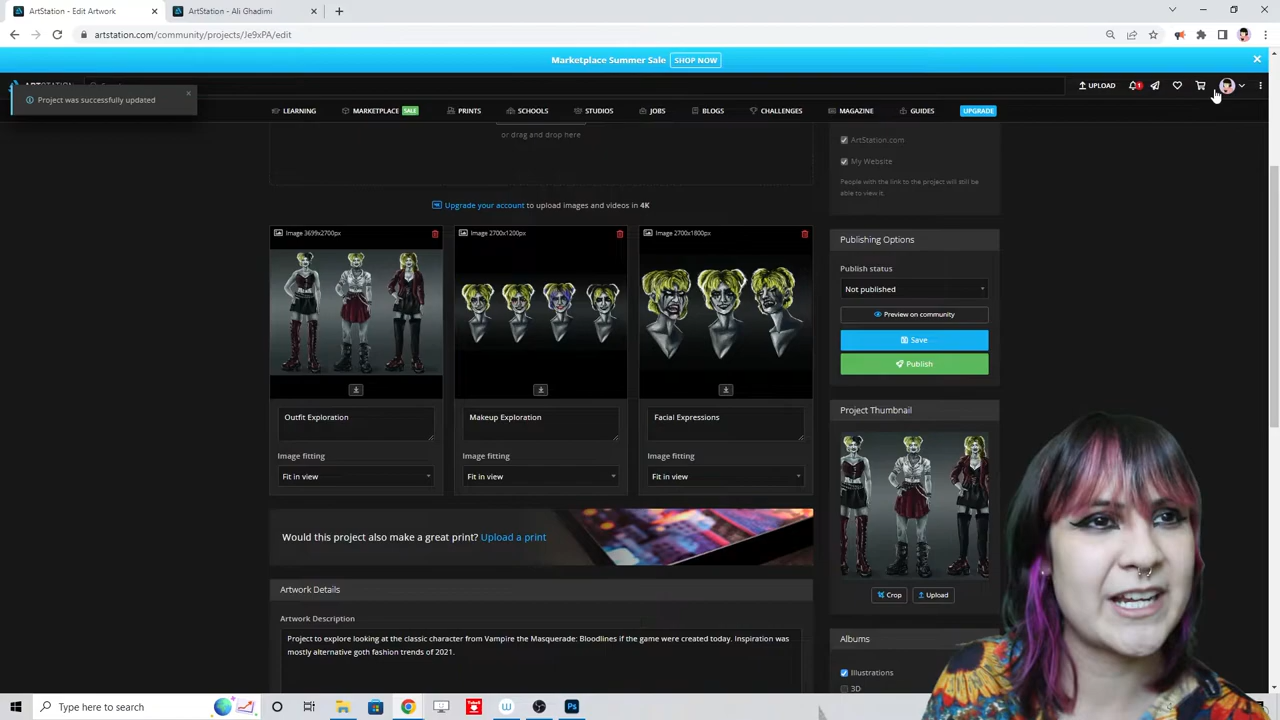 ArtStation - Edit Artwork
ArtStation - Ali Ghadimi
artstation.com/community/projects/Je9xPA/edit
Marketplace Summer Sale SHOP NOW
Project was successfully updated
UPLOAD
LEARNING MARKETPLACE SALE PRINTS SCHOOLS STUDIOS JOBS BLOGS CHALLENGES MAGAZINE GUIDES UPGRADE
or drag and drop here
Upgrade your account to upload images and videos in 4K
Image 3699x2700px
Image 2700x1200px
Image 2700x1800px
Outfit Exploration
Makeup Exploration
Facial Expressions
Image fitting
Image fitting
Image fitting
Fit in view
Fit in view
Fit in view
Would this project also make a great print? Upload a print
Artwork Details
Artwork Description
Project to explore looking at the classic character from Vampire the Masquerade: Bloodlines if the game were created today. Inspiration was
mostly alternative goth fashion trends of 2021.
ArtStation.com
My Website
People with the link to the project will still be
able to view it.
Publishing Options
Publish status
Not published
Preview on community
Save
Publish
Project Thumbnail
Crop
Upload
Albums
Illustrations
3D
Type here to search